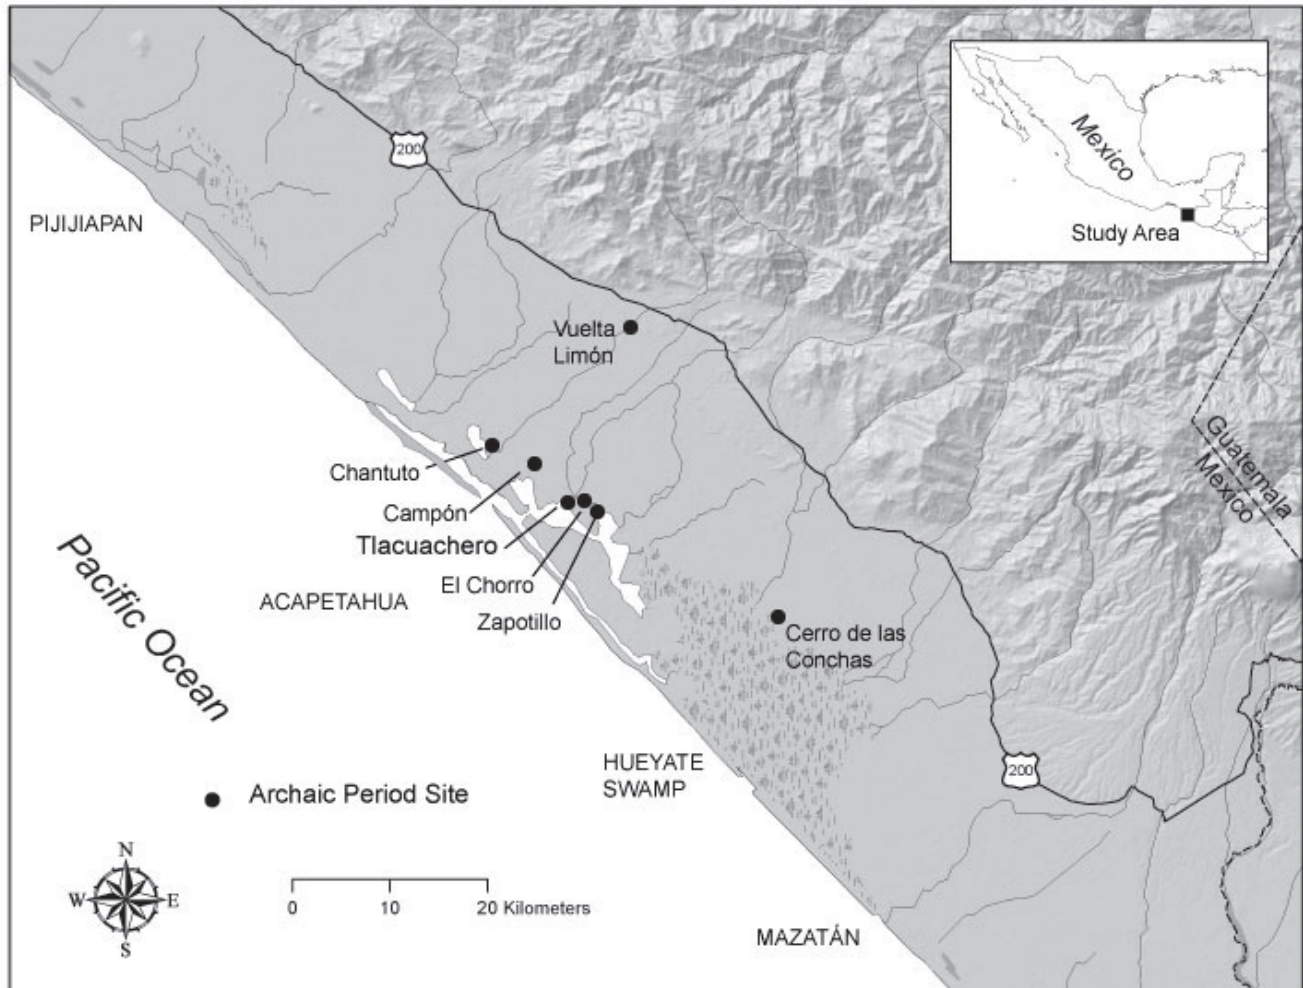 200
Mexico
Study Area
PIJIJIAPAN
Vuelta
Limón
Guatemala
Mexico
Chantuto
Campón
Tlacuachero
El Chorro
Zapotillo
Cerro de las
Conchas
Pacific Ocean
ACAPETAHUA
HUEYATE
SWAMP
200
Archaic Period Site
N
W
E
S
0
10
20 Kilometers
MAZATÁN